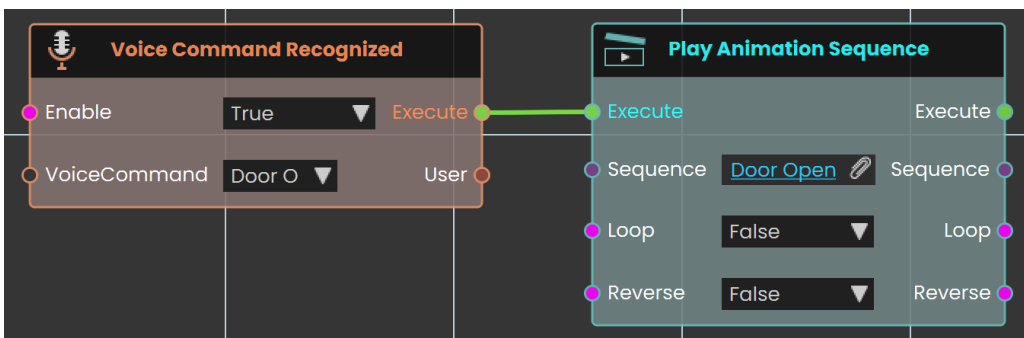 Voice Command Recognized
Enable
True
Execute
VoiceCommand
Door O
User
Play Animation Sequence
Execute
Execute
Sequence
Door Open
Sequence
Loop
False
Loop
Reverse
False
Reverse